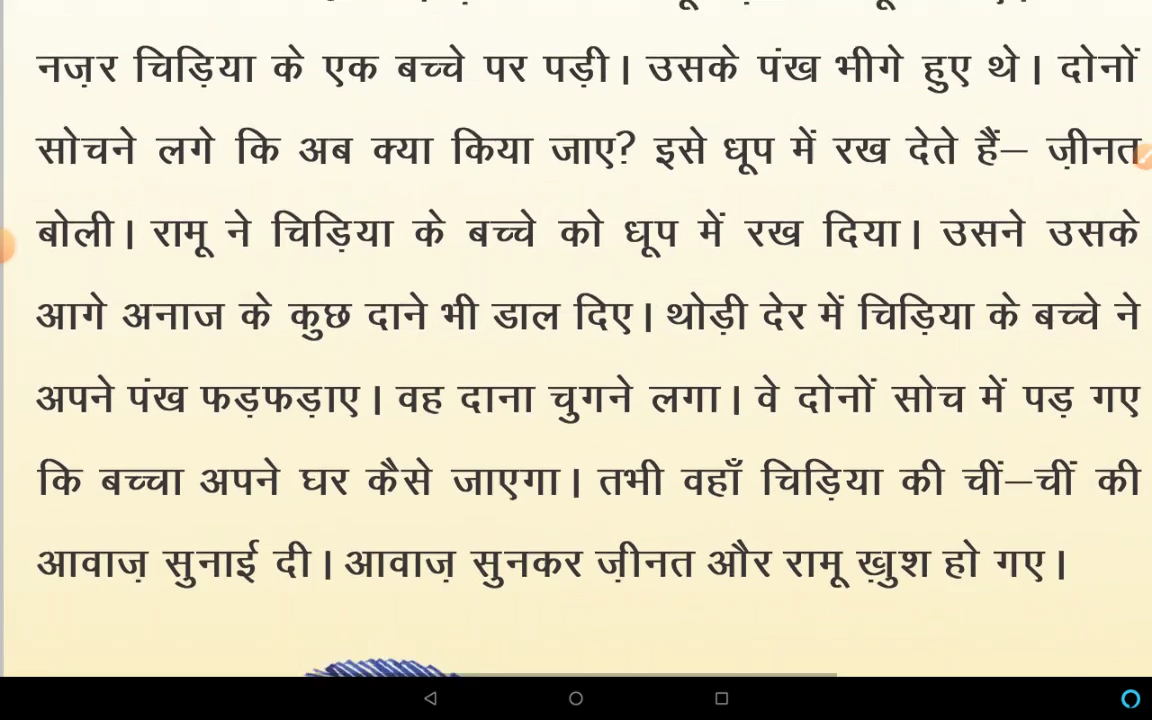 नज़र चिड़िया के एक बच्चे पर पड़ी। उसके पंख भीगे हुए थे। दोनों
सोचने लगे कि अब क्या किया जाए? इसे धूप में रख देते हैं– ज़ीनत
बोली। रामू ने चिड़िया के बच्चे को धूप में रख दिया। उसने उसके
आगे अनाज के कुछ दाने भी डाल दिए। थोड़ी देर में चिड़िया के बच्चे ने
अपने पंख फड़फड़ाए। वह दाना चुगने लगा। वे दोनों सोच में पड़ गए
कि बच्चा अपने घर कैसे जाएगा। तभी वहाँ चिड़िया की चीं–चीं की
आवाज़ सुनाई दी। आवाज़ सुनकर ज़ीनत और रामू ख़ुश हो गए।